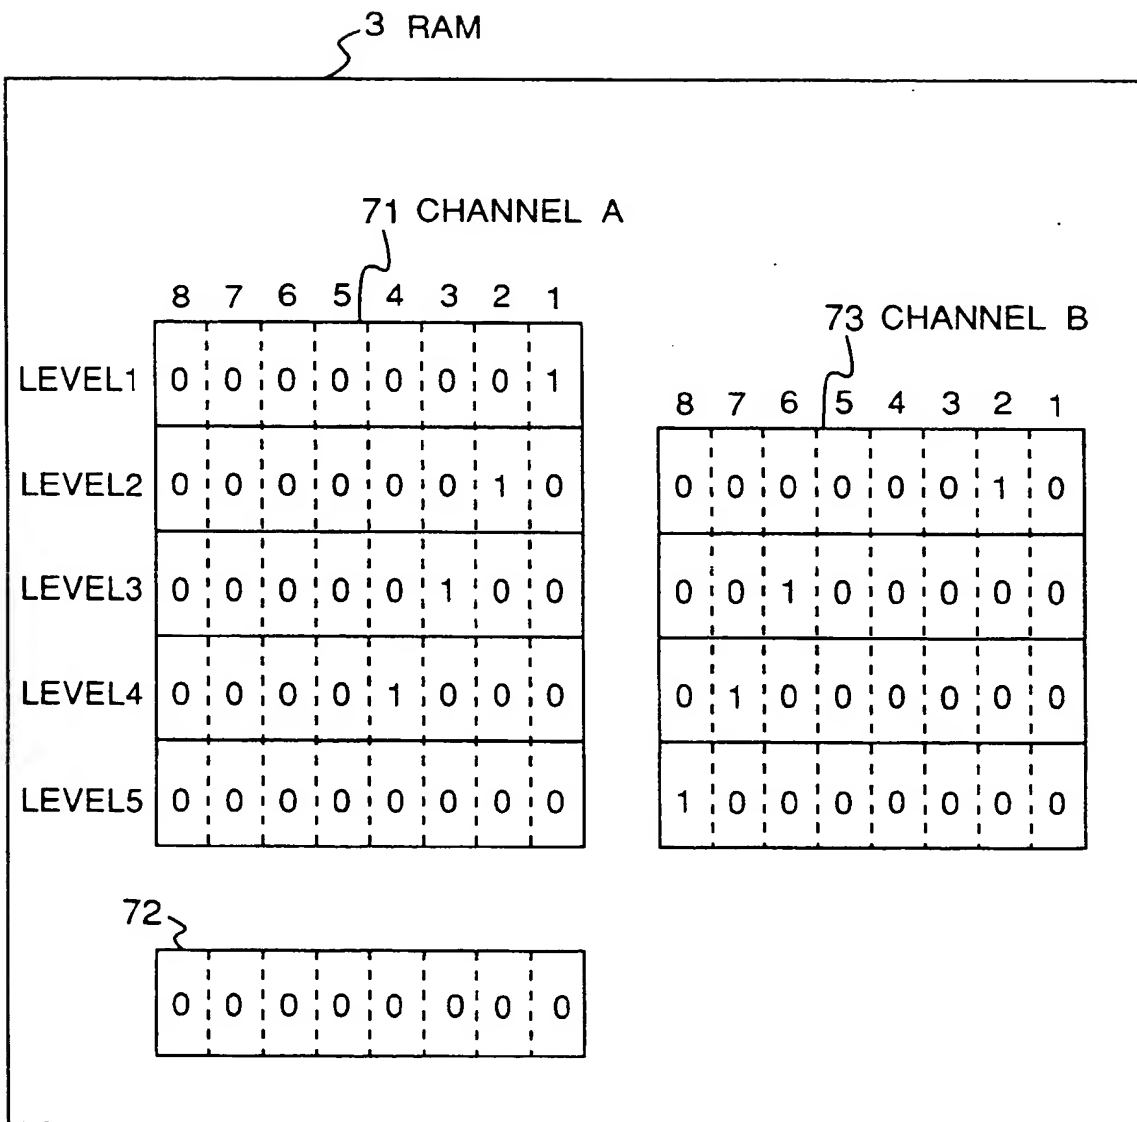 3 RAM
71 CHANNEL A
8 7 6 5 4 3 2 1
LEVEL1 0 0 0 0 0 0 0 1
LEVEL2 0 0 0 0 0 0 1 0
LEVEL3 0 0 0 0 0 1 0 0
LEVEL4 0 0 0 0 1 0 0 0
LEVEL5 0 0 0 0 0 0 0 0
73 CHANNEL B
8 7 6 5 4 3 2 1
0 0 0 0 0 0 1 0
0 0 1 0 0 0 0 0
0 1 0 0 0 0 0 0
1 0 0 0 0 0 0 0
72
0 0 0 0 0 0 0 0